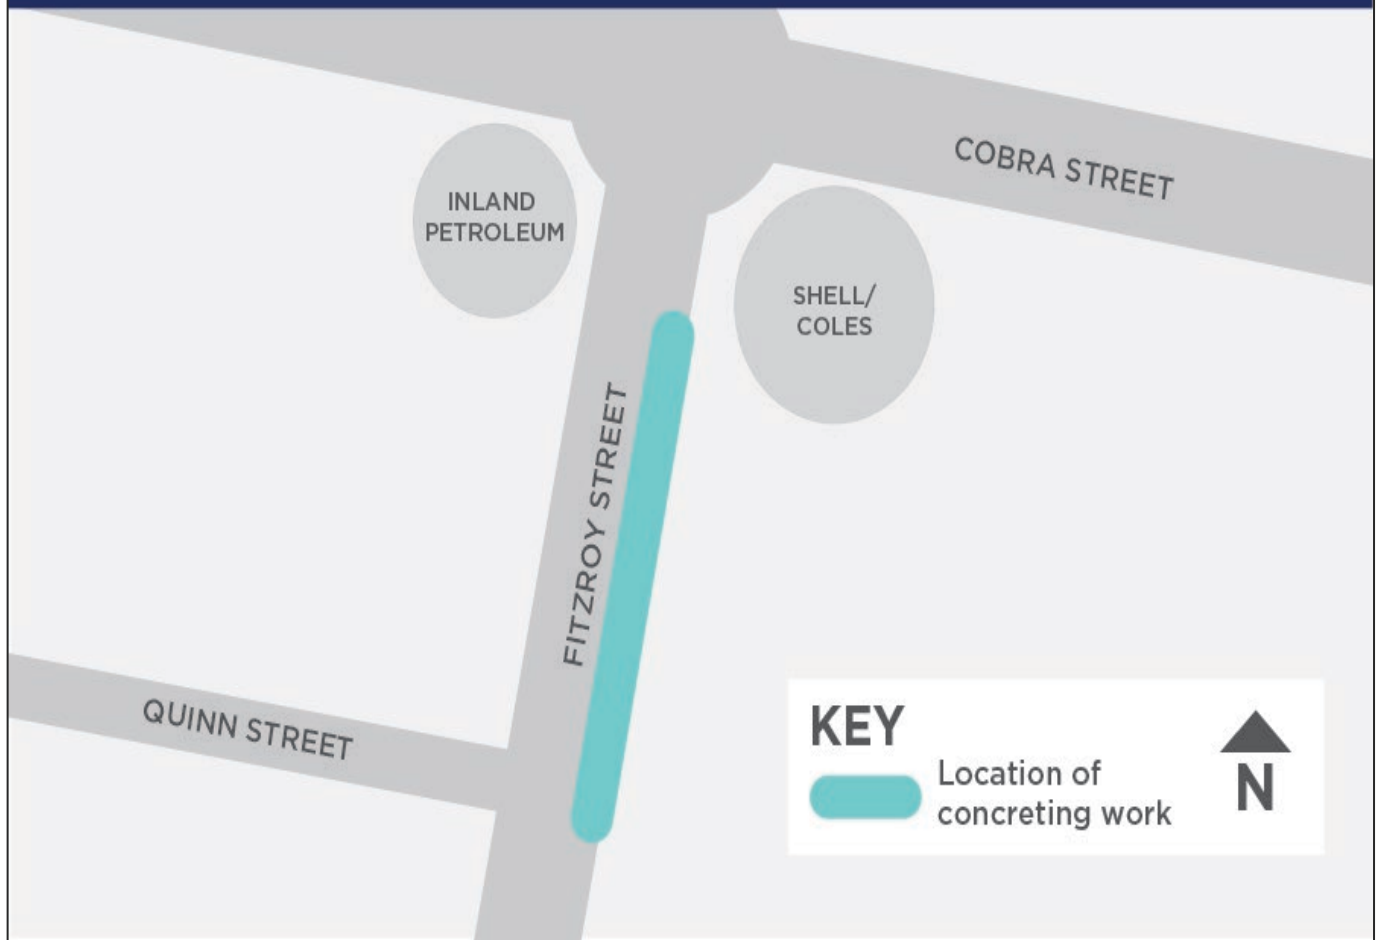 COBRA STREET
INLAND
PETROLEUM
SHELL/
COLES
FITZROY STREET
QUINN STREET
KEY
Location of
concreting work
N